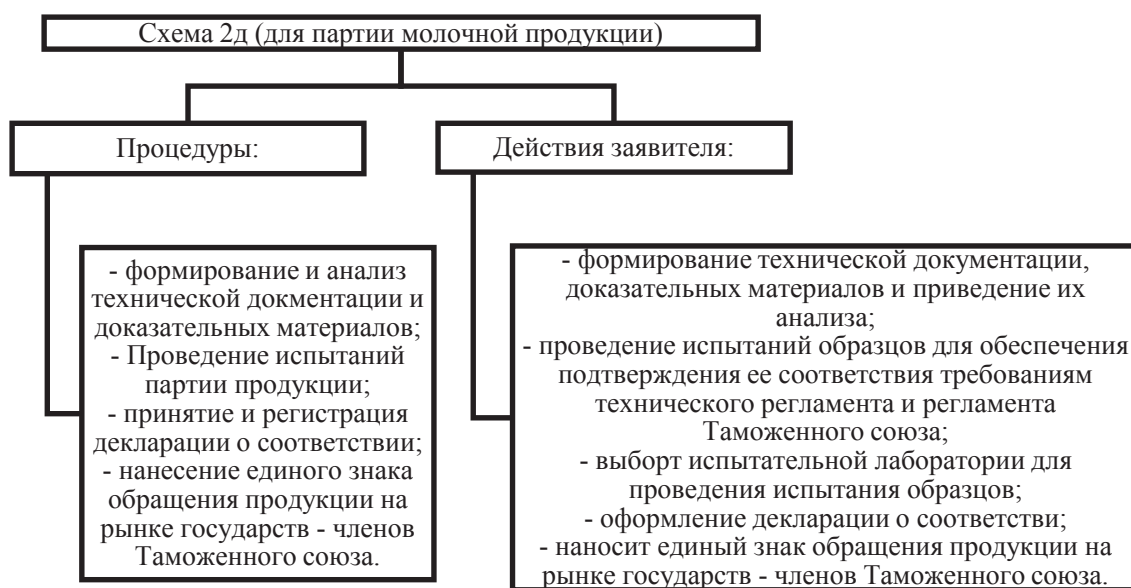 Схема 2д (для партии молочной продукции)
Процедуры:
Действия заявителя:
- формирование и анализ
технической докментации и
доказательных материалов;
- Проведение испытаний
партии продукции;
- принятие и регистрация
декларации о соответствии;
- нанесение единого знака
обращения продукции на
рынке государств - членов
Таможенного союза.
- формирование технической документации,
доказательных материалов и приведение их
анализа;
- проведение испытаний образцов для обеспечения
подтверждения ее соответствия требованиям
технического регламента и регламента
Таможенного союза;
- выборт испытательной лаборатории для
проведения испытания образцов;
- оформление декларации о соответстви;
- наносит единый знак обращения продукции на
рынке государств - членов Таможенного союза.